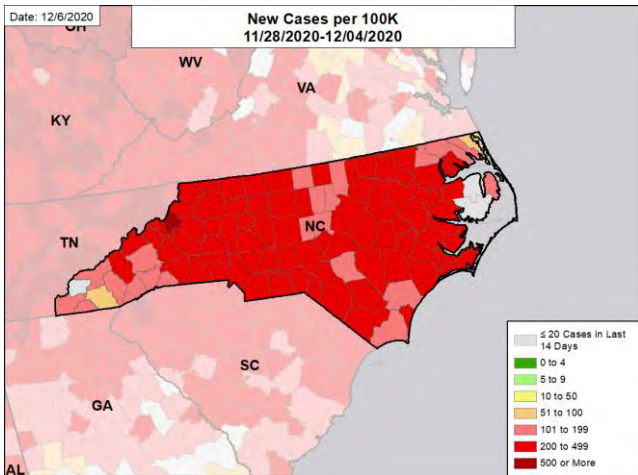 Date: 12/6/2020
New Cases per 100K
11/28/2020-12/04/2020
OH
WV
VA
KY
TN
NC
SC
GA
AL
≤ 20 Cases in Last
14 Days
0 to 4
5 to 9
10 to 50
51 to 100
101 to 199
200 to 499
500 or More